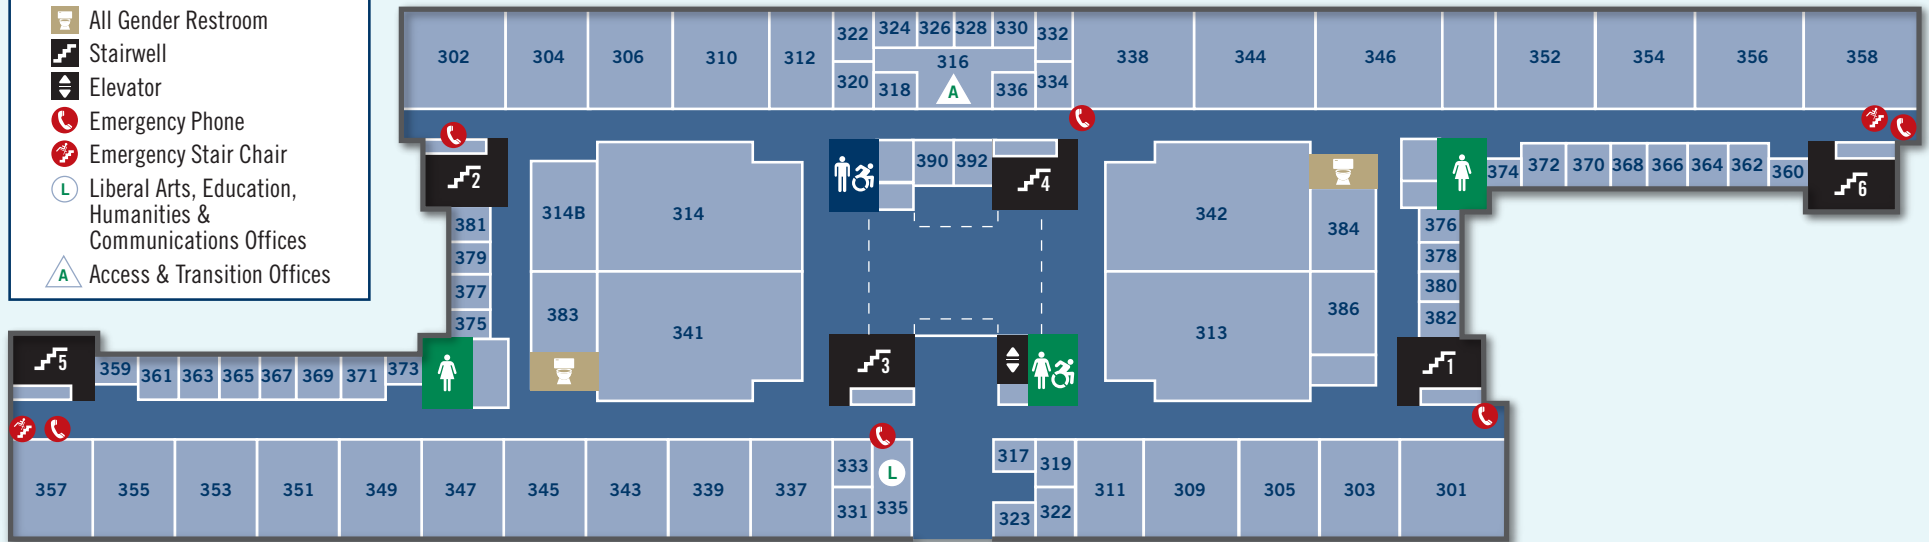 All Gender Restroom
Stairwell
Elevator
Emergency Phone
Emergency Stair Chair
L Liberal Arts, Education,
Humanities &
Communications Offices
A Access & Transition Offices
302 304 306 310 312 322 324 326 328 330 332 338 344 346 352 354 356 358
316
320 318 A 336 334
2 390 392 4 374 372 370 368 366 364 362 360 6
381 314B 314 342 384 376
379 378
377 380
375 383 341 313 386 382
5 359 361 363 365 367 369 371 373 3 1
357 355 353 351 349 347 345 343 339 337 333 L 317 319 311 309 305 303 301
331 335 323 322